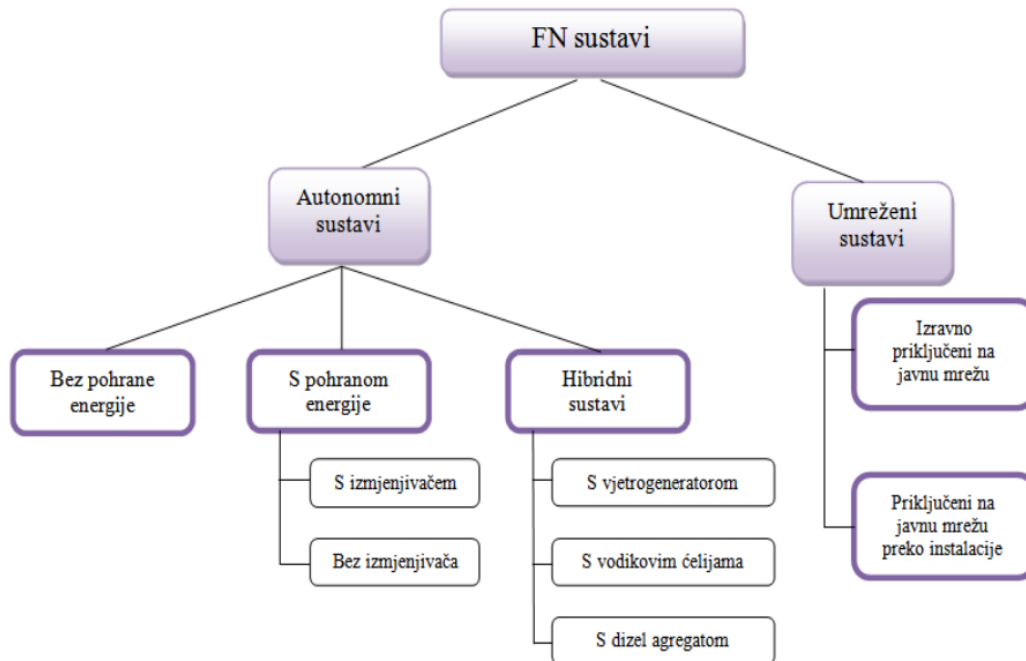 FN sustavi
Autonomni
sustavi
Umreženi
sustavi
Bez pohrane
energije
S pohranom
energije
Hibridni
sustavi
Izravno
priključeni na
javnu mrežu
S izmjenjivačem
S vjetrogeneratorom
Bez izmjenjivača
S vodikovim ćelijama
Priključeni na
javnu mrežu
preko instalacije
S dizel agregatom